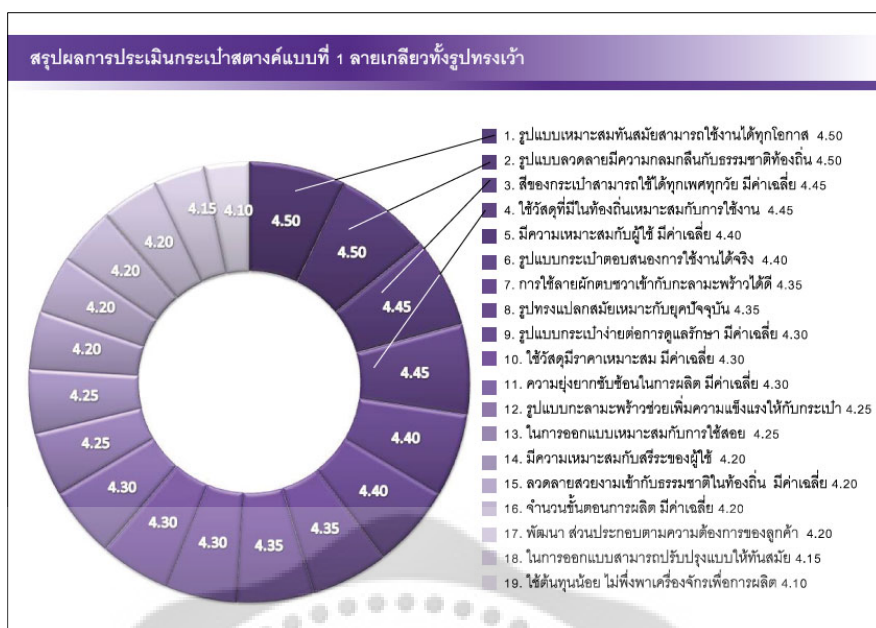 สรุปผลการประเมินกระเป๋าสตางค์แบบที่ 1 ลายเกลียวทั้งรูปทรงเว้า
1. รูปแบบเหมาะสมทันสมัยสามารถใช้งานได้ทุกโอกาส 4.50
2. รูปแบบลวดลายมีความกลมกลืนกับธรรมชาติท้องถิ่น 4.50
3. สีของกระเป๋าสามารถใช้ได้ทุกเพศทุกวัย มีค่าเฉลี่ย 4.45
4. ใช้วัสดุที่มีในท้องถิ่นเหมาะสมกับการใช้งาน 4.45
5. มีความเหมาะสมกับผู้ใช้ มีค่าเฉลี่ย 4.40
6. รูปแบบกระเป๋าตอบสนองการใช้งานได้จริง 4.40
7. การใช้ลายผักตบชวาเข้ากับกะลามะพร้าวได้ดี 4.35
8. รูปทรงแปลกสมัยเหมาะกับยุคปัจจุบัน 4.35
9. รูปแบบกระเป๋าง่ายต่อการดูแลรักษา มีค่าเฉลี่ย 4.30
10. ใช้วัสดุมีราคาเหมาะสม มีค่าเฉลี่ย 4.30
11. ความยุ่งยากซับซ้อนในการผลิต มีค่าเฉลี่ย 4.30
12. รูปแบบกะลามะพร้าวช่วยเพิ่มความแข็งแรงให้กับกระเป๋า 4.25
13. ในการออกแบบเหมาะสมกับการใช้สอย 4.25
14. มีความเหมาะสมกับสรีระของผู้ใช้ 4.20
15. ลวดลายสวยงามเข้ากับธรรมชาติในท้องถิ่น มีค่าเฉลี่ย 4.20
16. จำนวนขั้นตอนการผลิต มีค่าเฉลี่ย 4.20
17. พัฒนา ส่วนประกอบตามความต้องการของลูกค้า 4.20
18. ในการออกแบบสามารถปรับปรุงแบบให้ทันสมัย 4.15
19. ใช้ต้นทุนน้อย ไม่พึ่งพาเครื่องจักรเพื่อการผลิต 4.10
4.50
4.50
4.45
4.45
4.40
4.40
4.35
4.35
4.30
4.30
4.30
4.25
4.25
4.20
4.20
4.20
4.20
4.15
4.10